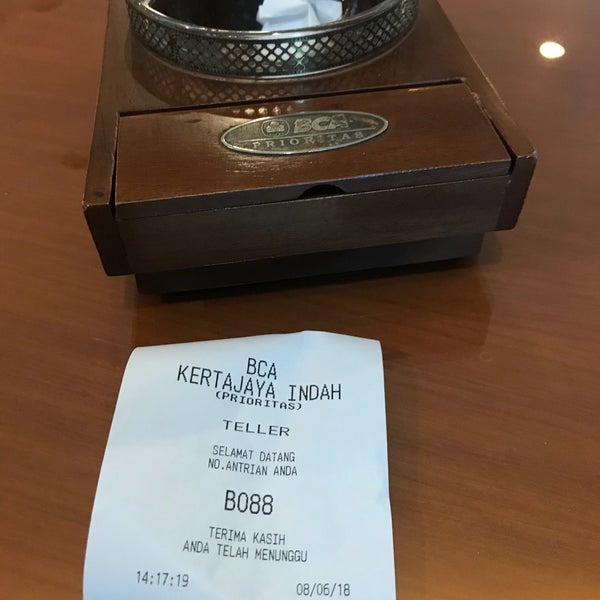 BCA
PRIORITAS
BCA
KERTAJAYA INDAH
(PRIORITAS)
TELLER
SELAMAT DATANG
NO.ANTRIAN ANDA
B088
TERIMA KASIH
ANDA TELAH MENUNGGU
14:17:19 08/06/18